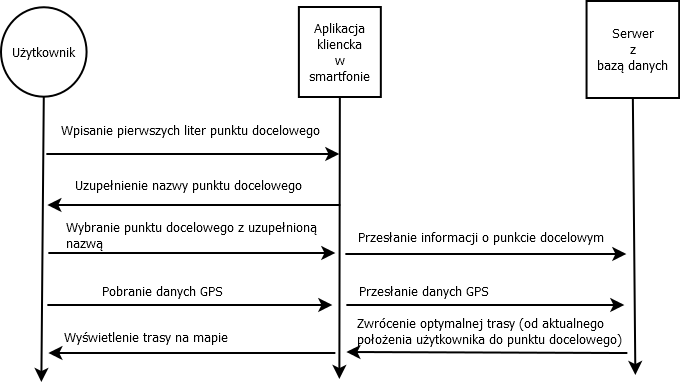 Użytkownik
Aplikacja
kliencka
w
smartfonie
Serwer
z
bazą danych
Wpisanie pierwszych liter punktu docelowego
Uzupełnienie nazwy punktu docelowego
Wybranie punktu docelowego z uzupełnioną
nazwą
Przesłanie informacji o punkcie docelowym
Pobranie danych GPS
Przesłanie danych GPS
Zwrócenie optymalnej trasy (od aktualnego
położenia użytkownika do punktu docelowego)
Wyświetlenie trasy na mapie